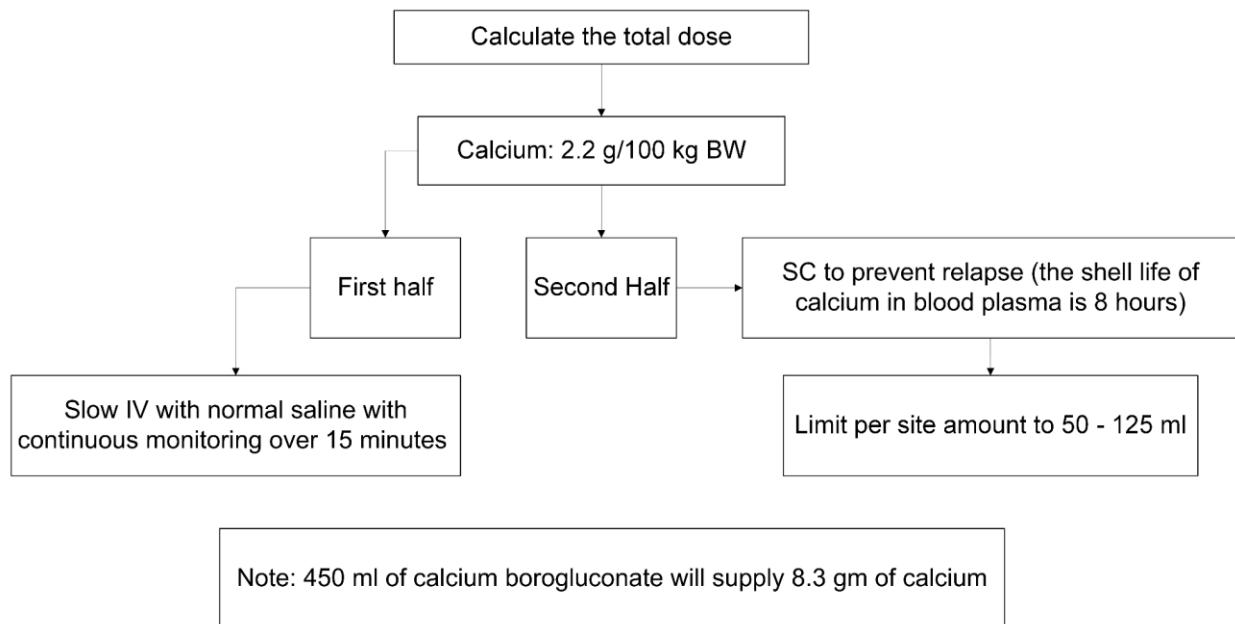 Calculate the total dose
Calcium: 2.2 g/100 kg BW
First half
Second Half
SC to prevent relapse (the shell life of
calcium in blood plasma is 8 hours)
Slow IV with normal saline with
continuous monitoring over 15 minutes
Limit per site amount to 50 - 125 ml
Note: 450 ml of calcium borogluconate will supply 8.3 gm of calcium